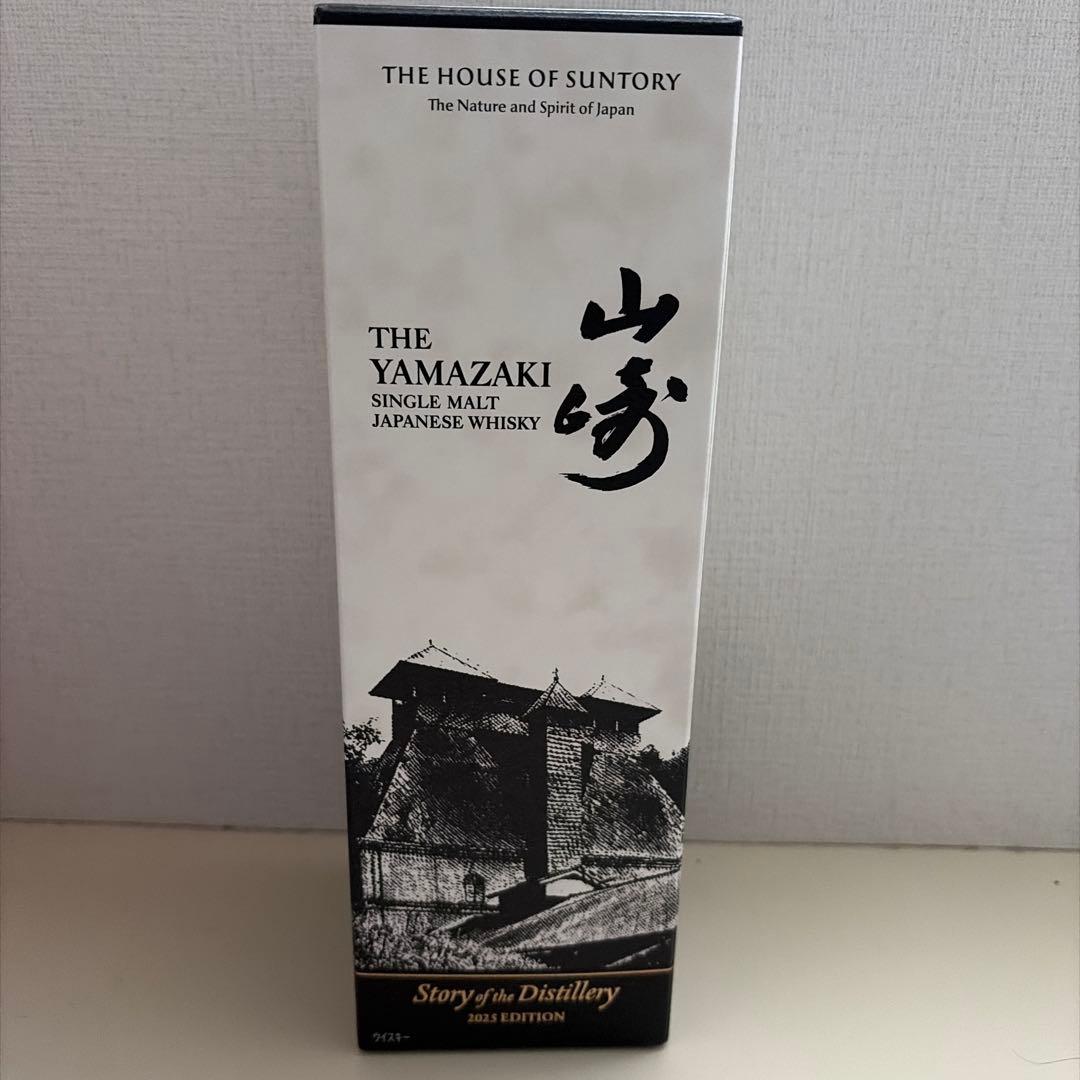 THE HOUSE OF SUNTORY
The Nature and Spirit of Japan
THE
YAMAZAKI
SINGLE MALT
JAPANESE WHISKY
山崎
Story of the Distillery
2025 EDITION
ウイスキー